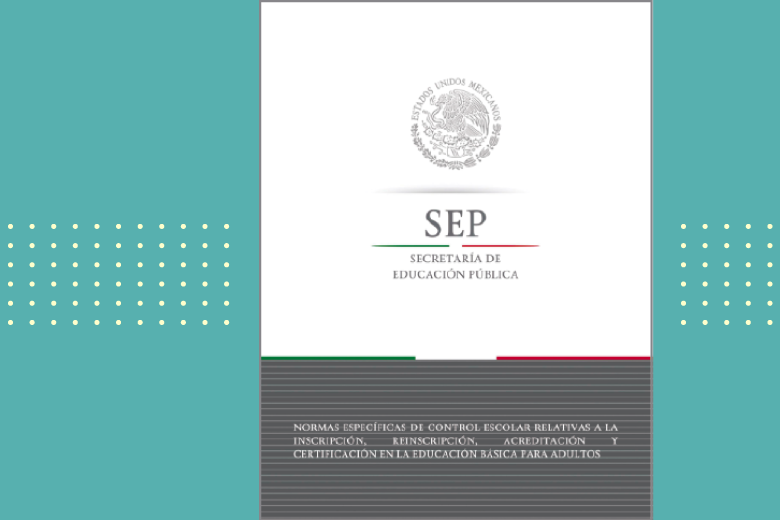 ESTADOS UNIDOS MEXICANOS
SEP
SECRETARÍA DE
EDUCACIÓN PÚBLICA
NORMAS ESPECÍFICAS DE CONTROL ESCOLAR RELATIVAS A LA
INSCRIPCIÓN, REINSCRIPCIÓN, ACREDITACIÓN Y
CERTIFICACIÓN EN LA EDUCACIÓN BÁSICA PARA ADULTOS